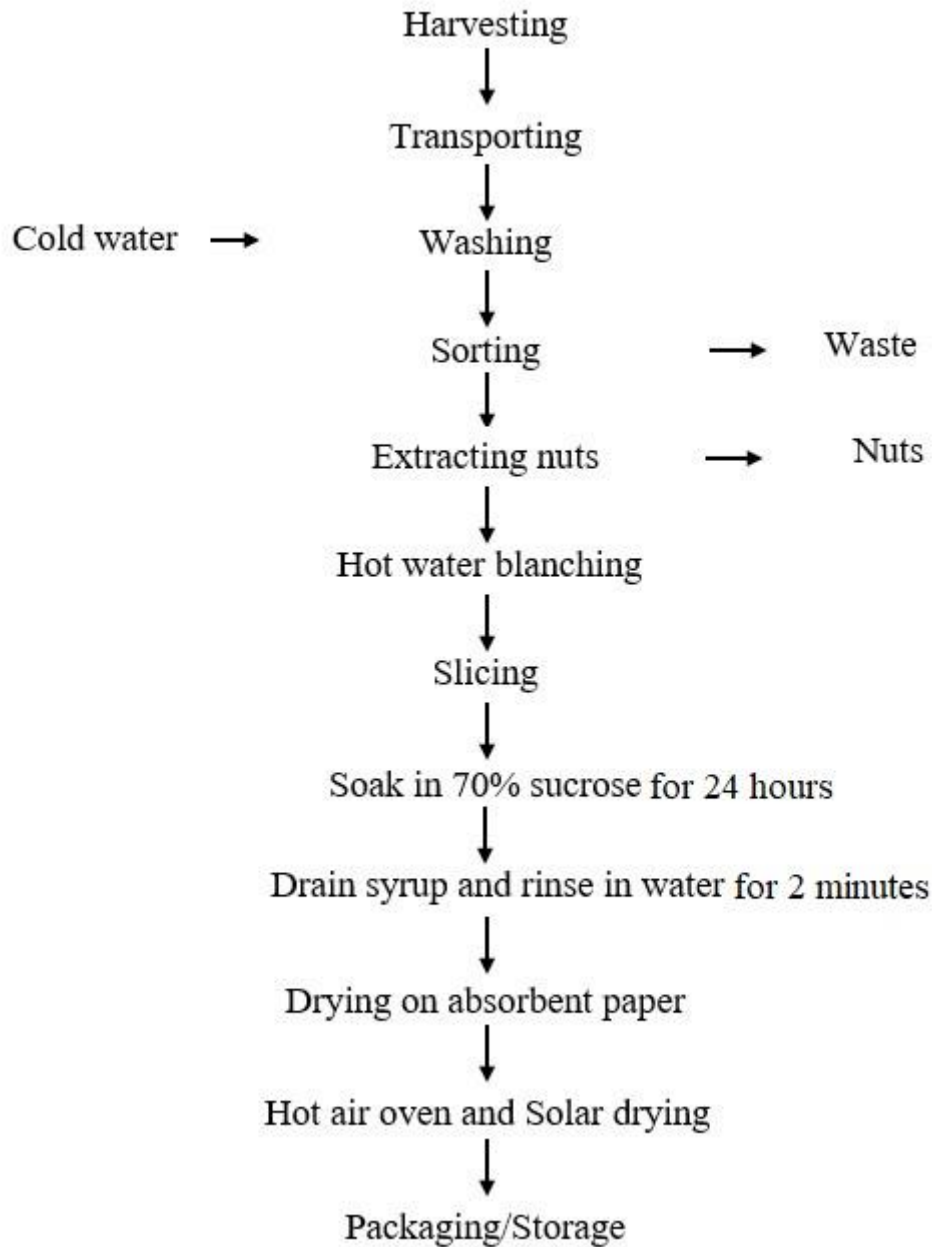 Harvesting
Transporting
Cold water
Washing
Sorting
Waste
Extracting nuts
Nuts
Hot water blanching
Slicing
Soak in 70% sucrose for 24 hours
Drain syrup and rinse in water for 2 minutes
Drying on absorbent paper
Hot air oven and Solar drying
Packaging/Storage